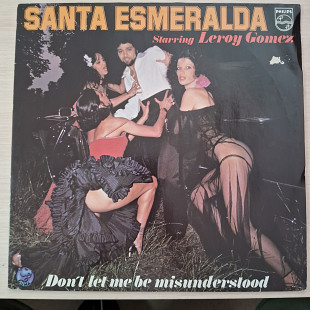 SANTA ESMERALDA
PHILIPS
Starring Leroy Gomez
Don't let me be misunderstood